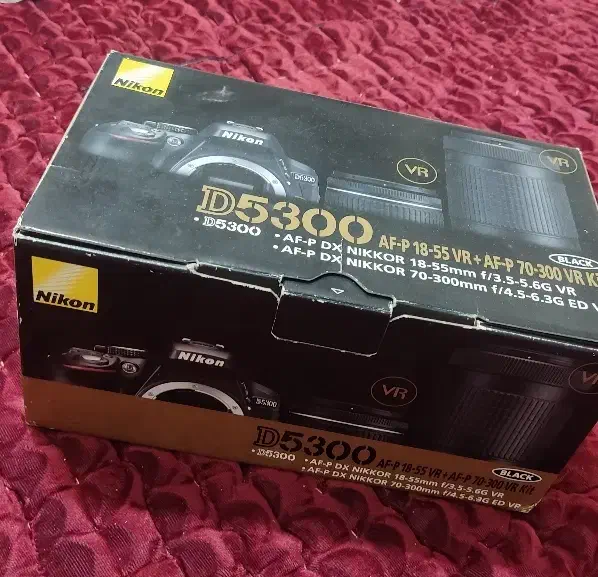 Nikon
Nikon
D5300
VR
VR
D5300 AF-P 18-55 VR + AF-P 70-300 VR Kit
BLACK
• D5300 • AF-P DX NIKKOR 18-55mm f/3.5-5.6G VR
• AF-P DX NIKKOR 70-300mm f/4.5-6.3G ED V
Nikon
Nikon
D5300
VR
VR
D5300 AF-P 18-55 VR + AF-P 70-300 VR Kit
BLACK
• D5300 • AF-P DX NIKKOR 18-55mm f/3.5-5.6G VR
• AF-P DX NIKKOR 70-300mm f/4.5-6.3G ED VR